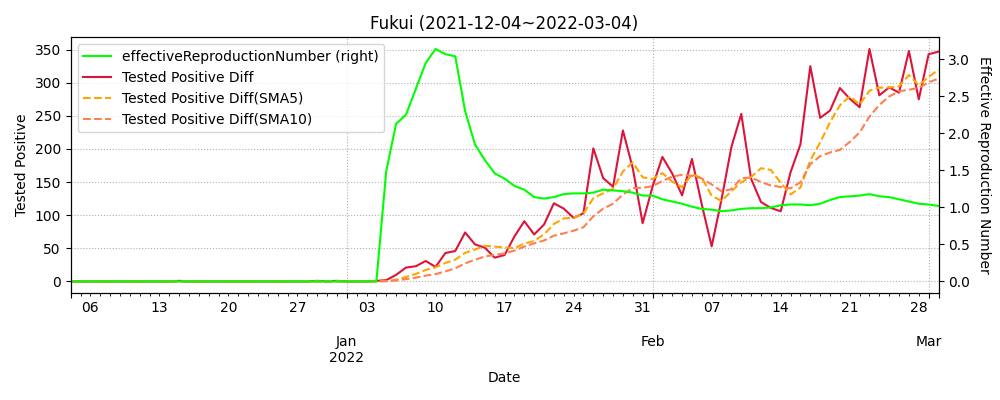 Fukui (2021-12-04~2022-03-04)
effectiveReproductionNumber (right)
Tested Positive Diff
Tested Positive Diff(SMA5)
Tested Positive Diff(SMA10)
Tested Positive
350
300
250
200
150
100
50
0
3.0
2.5
2.0
1.5
1.0
0.5
0.0
Effective Reproduction Number
06 13 20 27 03 10 17 24 31 07 14 21 28
Jan Feb Mar
2022
Date